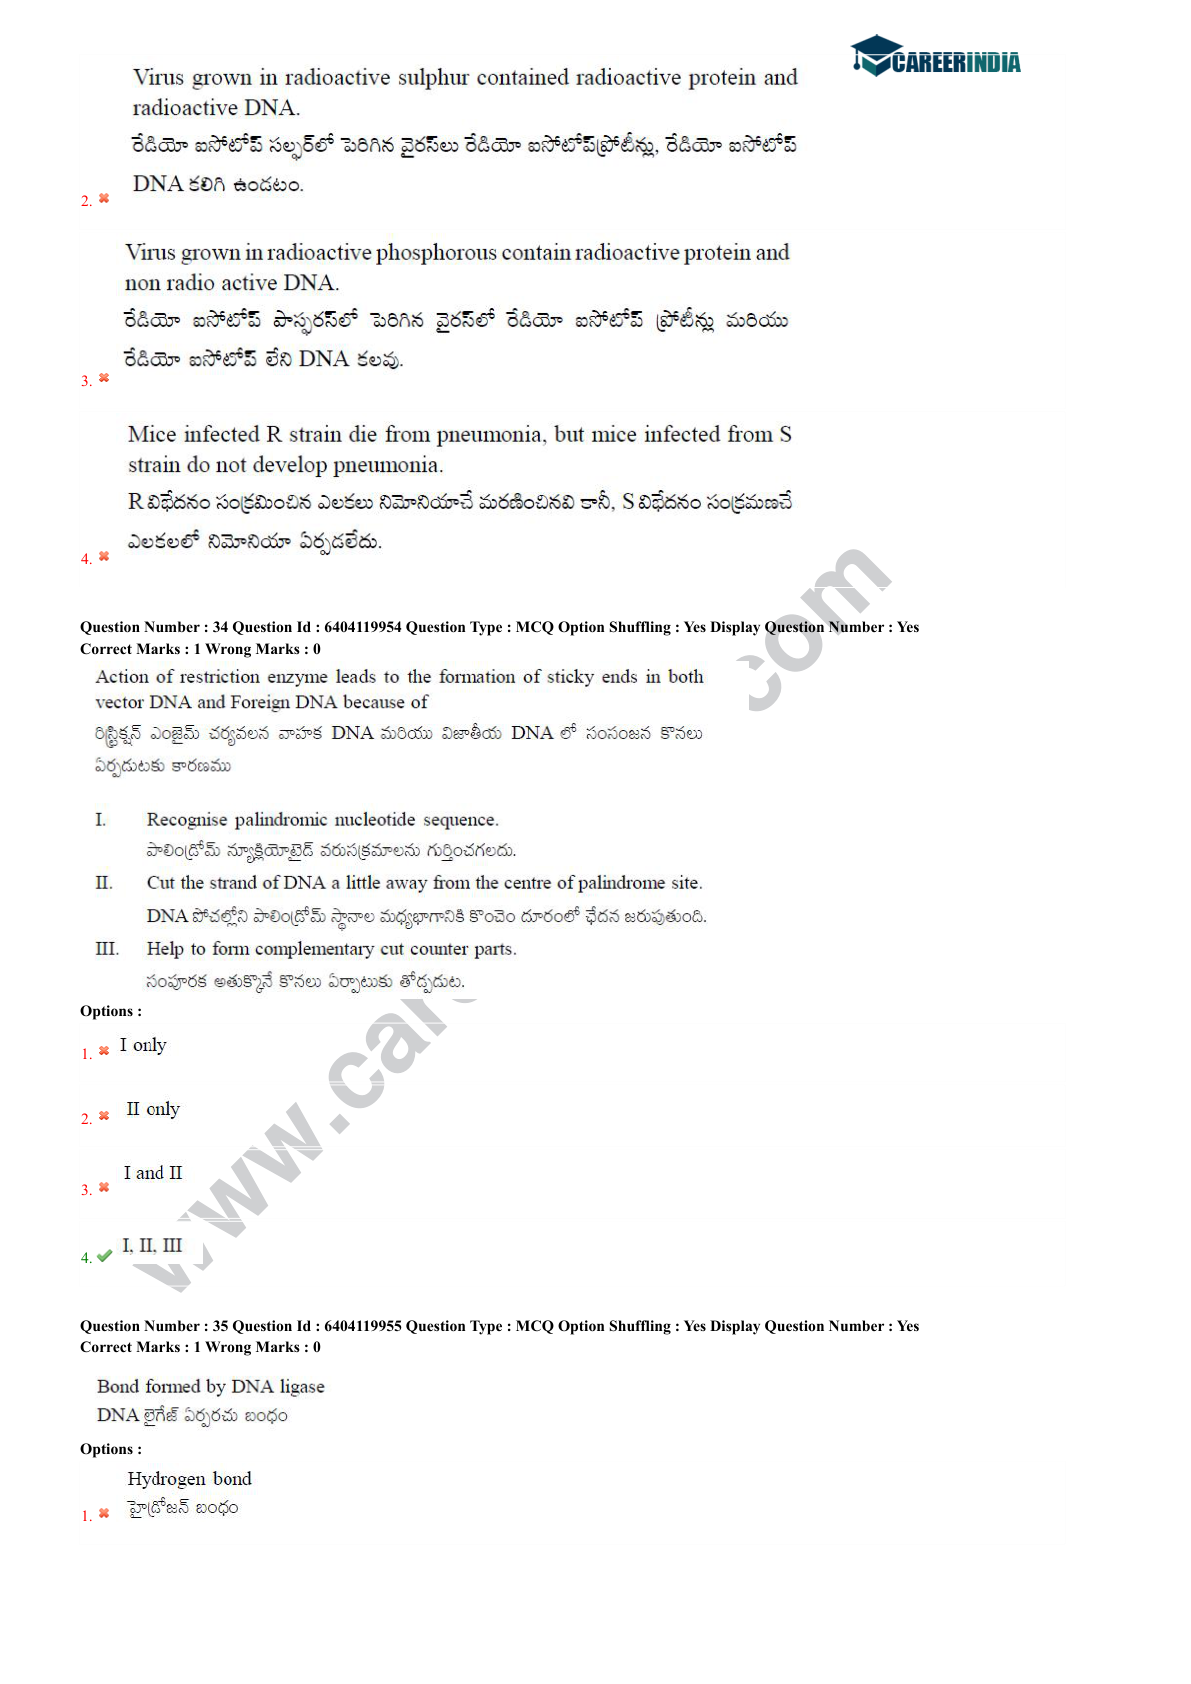 CAREERINDIA
Virus grown in radioactive sulphur contained radioactive protein and
radioactive DNA.
రేడియో ఐసోటోప్ సల్ఫర్‌లో పెరిగిన వైరస్‌లు రేడియో ఐసోటోప్‌ప్రోటీన్లు, రేడియో ఐసోటోప్
DNA కలిగి ఉండటం.
2.
Virus grown in radioactive phosphorous contain radioactive protein and
non radio active DNA.
రేడియో ఐసోటోప్ ఫాస్ఫరస్‌లో పెరిగిన వైరస్‌లో రేడియో ఐసోటోప్ ప్రోటీన్లు మరియు
రేడియో ఐసోటోప్ లేని DNA కలవు.
3.
Mice infected R strain die from pneumonia, but mice infected from S
strain do not develop pneumonia.
R విభేదనం సంక్రమించిన ఎలకలు నిమోనియాచే మరణించినవి కానీ, S విభేదనం సంక్రమణచే
ఎలకలలో నిమోనియా ఏర్పడలేదు.
4.
Question Number : 34 Question Id : 6404119954 Question Type : MCQ Option Shuffling : Yes Display Question Number : Yes
Correct Marks : 1 Wrong Marks : 0
Action of restriction enzyme leads to the formation of sticky ends in both
vector DNA and Foreign DNA because of
రిస్ట్రిక్షన్ ఎంజైమ్ చర్యవలన వాహక DNA మరియు విజాతీయ DNA లో సంసంజన కొనలు
ఏర్పడుటకు కారణము
I. Recognise palindromic nucleotide sequence.
పాలిండ్రోమ్ న్యూక్లియోటైడ్ వరుసక్రమాలను గుర్తించగలదు.
II. Cut the strand of DNA a little away from the centre of palindrome site.
DNA పోచల్లోని పాలిండ్రోమ్ స్థానాల మధ్యభాగానికి కొంచెం దూరంలో ఛేదన జరుపుతుంది.
III. Help to form complementary cut counter parts.
సంపూరక అతుక్కొనే కొనలు ఏర్పాటుకు తోడ్పడుట.
Options :
1. I only
2. II only
3. I and II
4. I, II, III
Question Number : 35 Question Id : 6404119955 Question Type : MCQ Option Shuffling : Yes Display Question Number : Yes
Correct Marks : 1 Wrong Marks : 0
Bond formed by DNA ligase
DNA లైగేజ్ ఏర్పరచు బంధం
Options :
Hydrogen bond
1. హైడ్రోజన్ బంధం